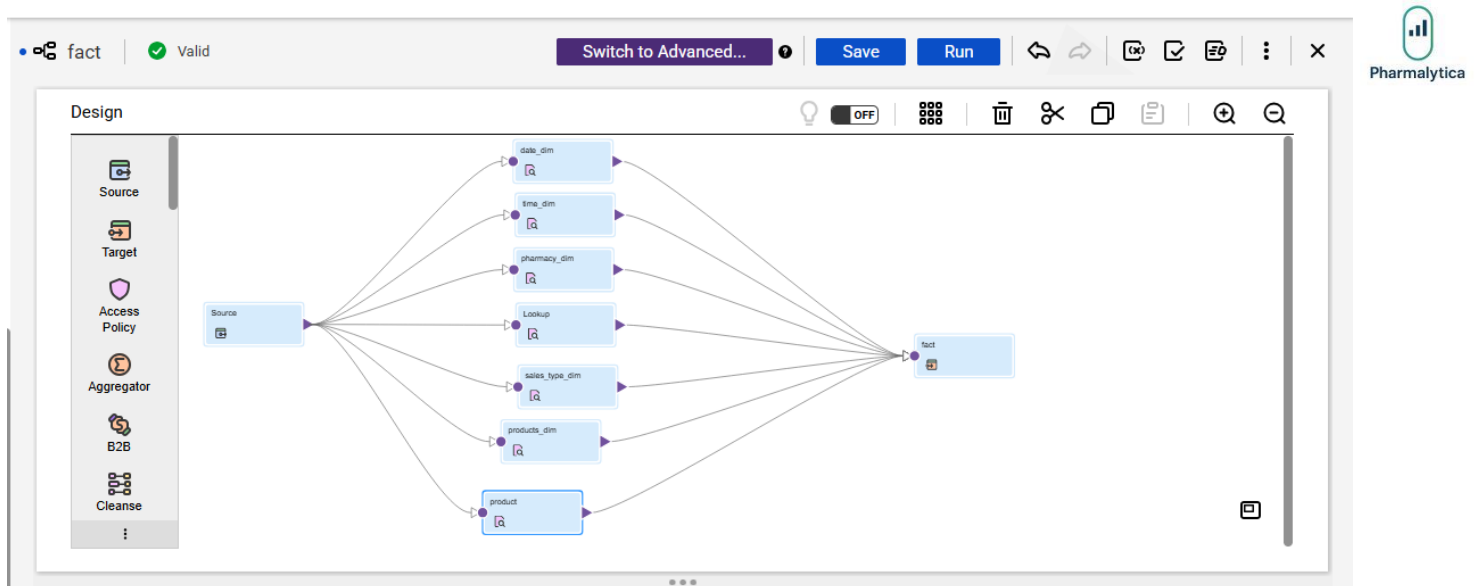 fact
Valid
Switch to Advanced...
?
Save
Run
(x)
Pharmalytica
Design
OFF
Source
Target
Access
Policy
Aggregator
B2B
Cleanse
date_dim
time_dim
pharmacy_dim
Source
Lookup
fact
sales_type_dim
products_dim
product